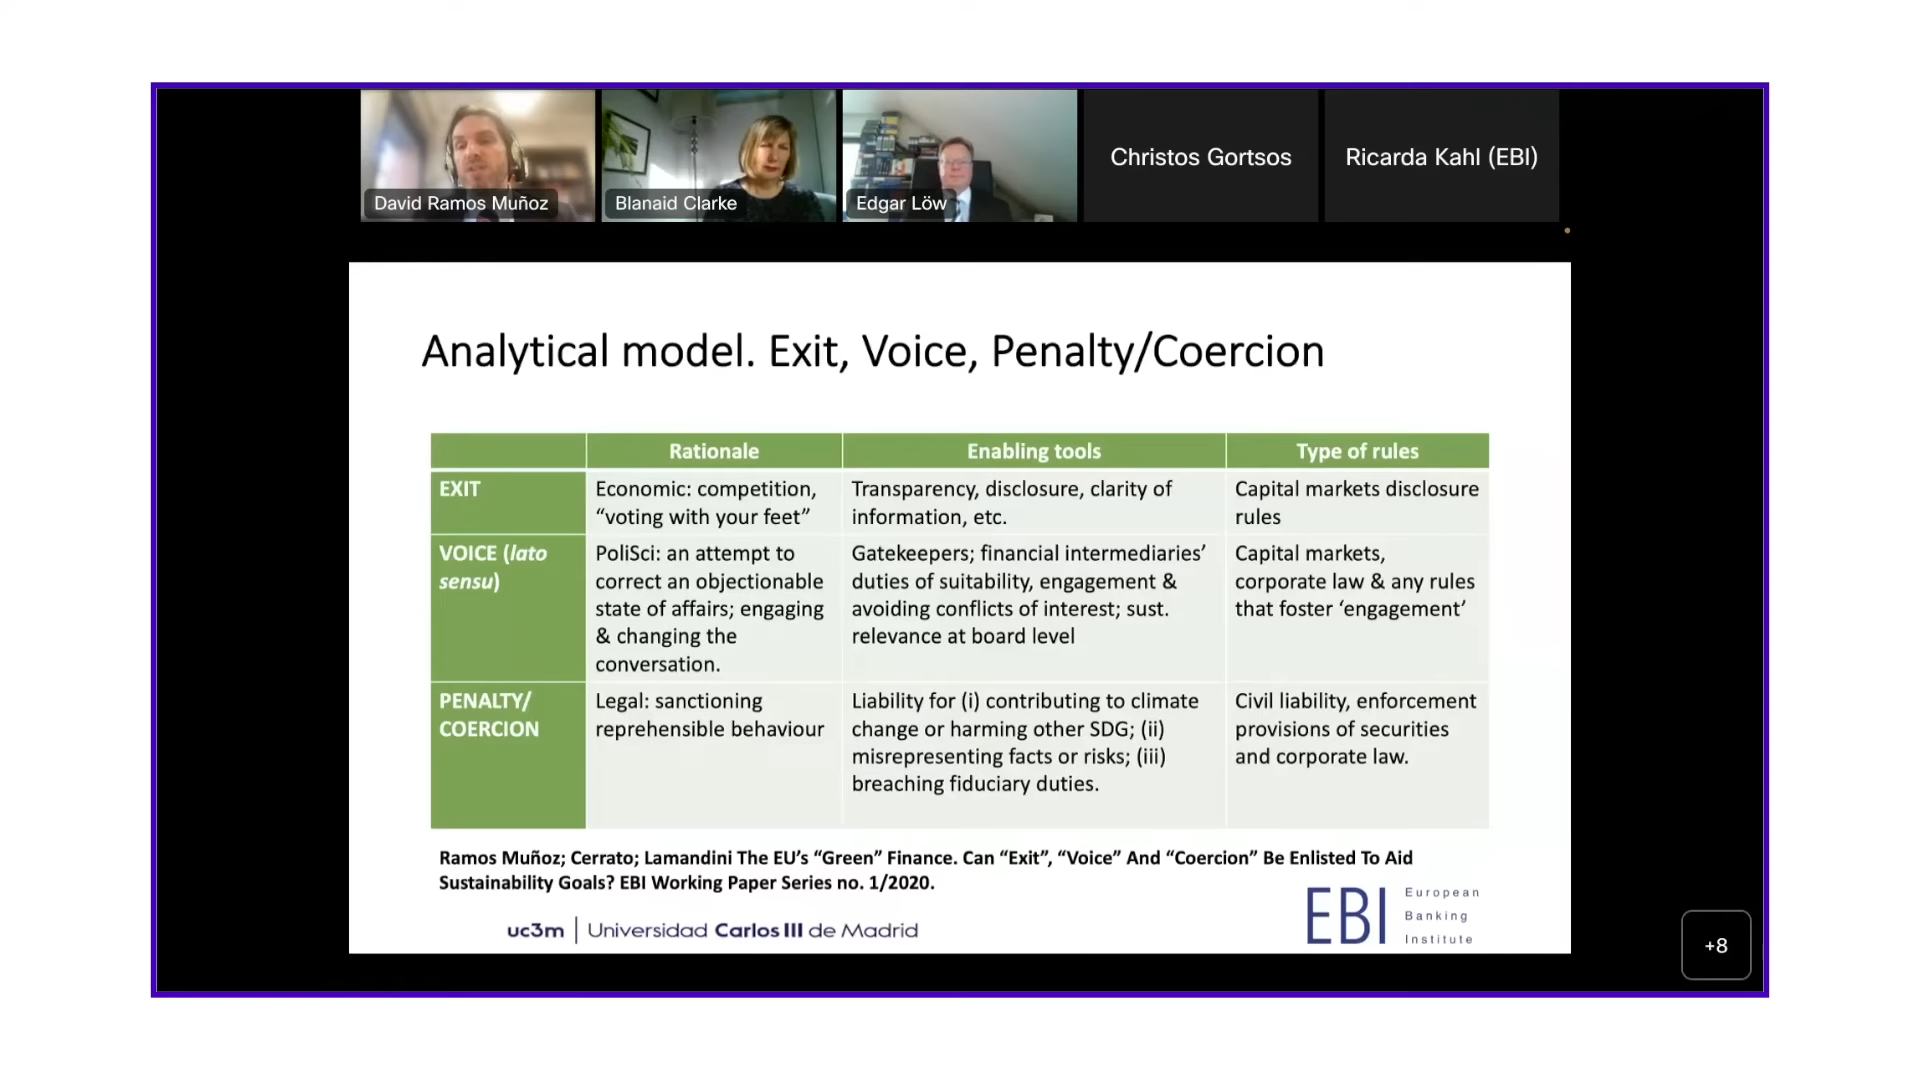 David Ramos Muñoz
Blanaid Clarke
Edgar Löw
Christos Gortsos
Ricarda Kahl (EBI)
Analytical model. Exit, Voice, Penalty/Coercion
Rationale
Enabling tools
Type of rules
EXIT
Economic: competition,
“voting with your feet”
Transparency, disclosure, clarity of
information, etc.
Capital markets disclosure
rules
VOICE (lato
sensu)
PoliSci: an attempt to
correct an objectionable
state of affairs; engaging
& changing the
conversation.
Gatekeepers; financial intermediaries’
duties of suitability, engagement &
avoiding conflicts of interest; sust.
relevance at board level
Capital markets,
corporate law & any rules
that foster ‘engagement’
PENALTY/
COERCION
Legal: sanctioning
reprehensible behaviour
Liability for (i) contributing to climate
change or harming other SDG; (ii)
misrepresenting facts or risks; (iii)
breaching fiduciary duties.
Civil liability, enforcement
provisions of securities
and corporate law.
Ramos Muñoz; Cerrato; Lamandini The EU’s “Green” Finance. Can “Exit”, “Voice” And “Coercion” Be Enlisted To Aid
Sustainability Goals? EBI Working Paper Series no. 1/2020.
uc3m | Universidad Carlos III de Madrid
EBI
European
Banking
Institute
+8